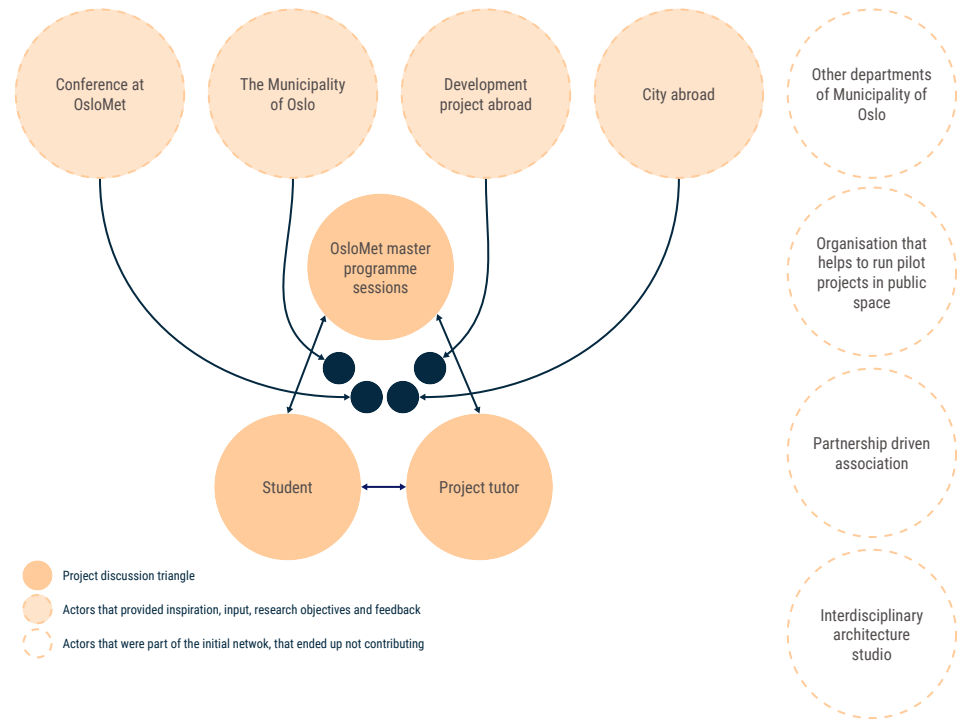 Conference at
OsloMet
The Municipality
of Oslo
Development
project abroad
City abroad
Other departments
of Municipality of
Oslo
OsloMet master
programme
sessions
Organisation that
helps to run pilot
projects in public
space
Partnership driven
association
Student
Project tutor
Interdisciplinary
architecture
studio
Project discussion triangle
Actors that provided inspiration, input, research objectives and feedback
Actors that were part of the initial netwok, that ended up not contributing